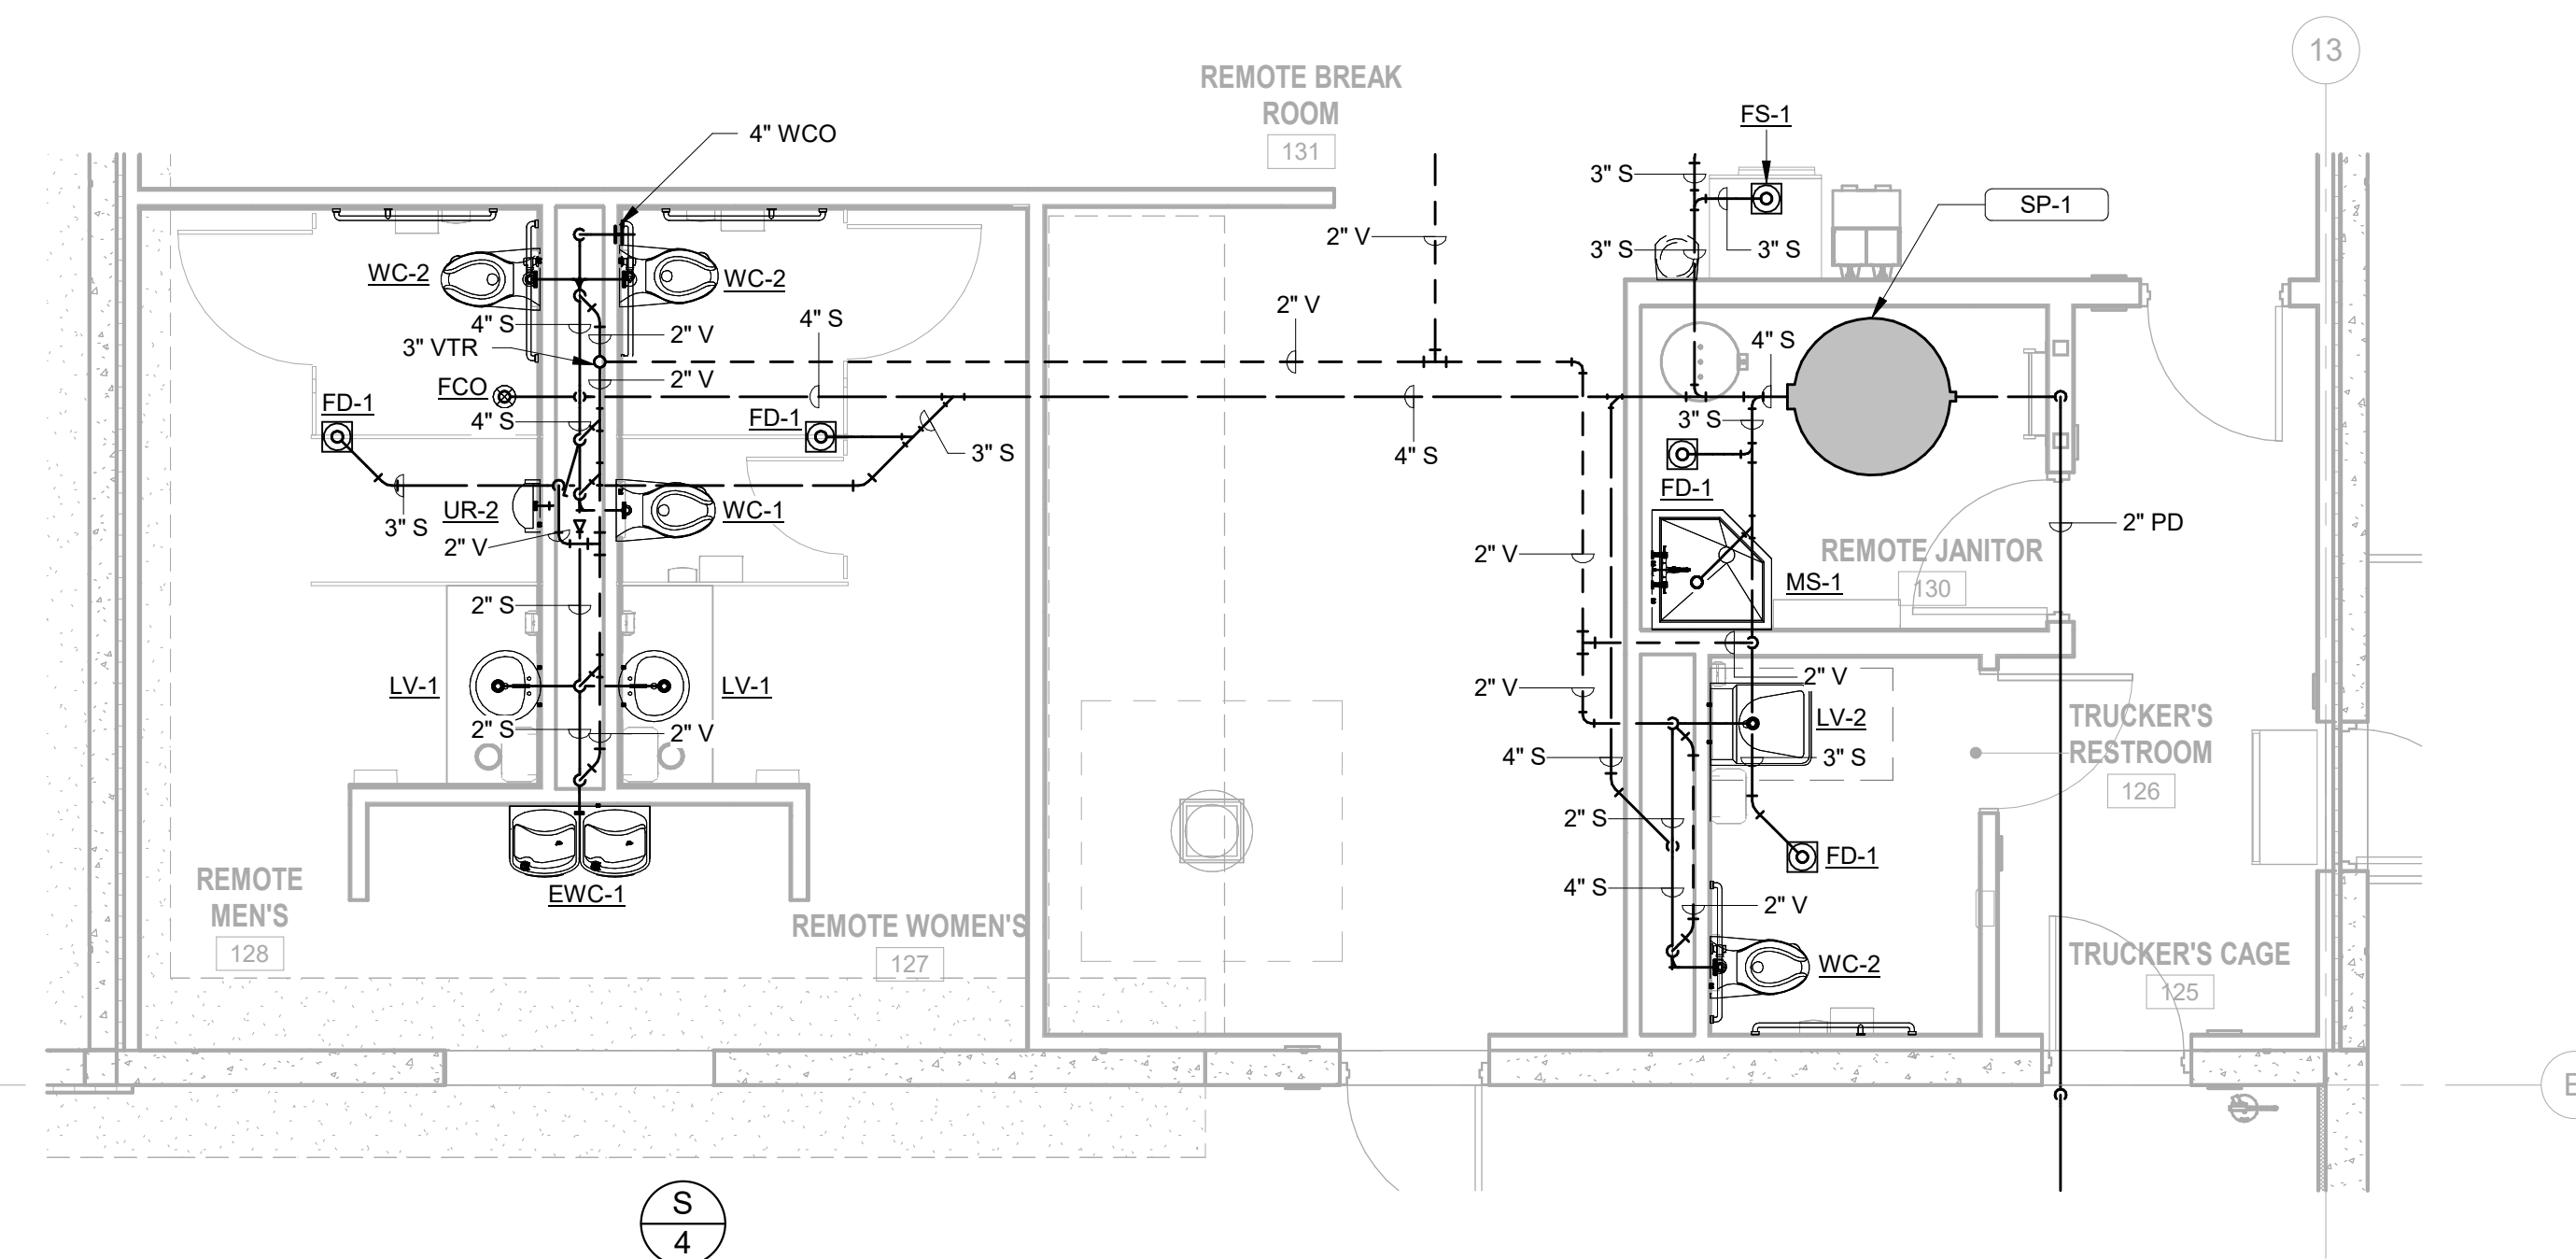 13
REMOTE BREAK
ROOM
131
FS-1
4" WCO
3" S
SP-1
2" V
3" S
3" S
WC-2
WC-2
2" V
4" S
4" S
2" V
3" VTR
4" S
2" V
FCO
FD-1
4" S
FD-1
3" S
3" S
4" S
FD-1
UR-2
WC-1
3" S
2" V
2" PD
2" V
REMOTE JANITOR
130
MS-1
2" S
2" V
LV-1
LV-1
2" V
LV-2
TRUCKER'S
RESTROOM
126
2" S
2" V
4" S
3" S
2" S
FD-1
REMOTE
MEN'S
128
EWC-1
4" S
2" V
REMOTE WOMEN'S
127
WC-2
TRUCKER'S CAGE
125
E
S
4